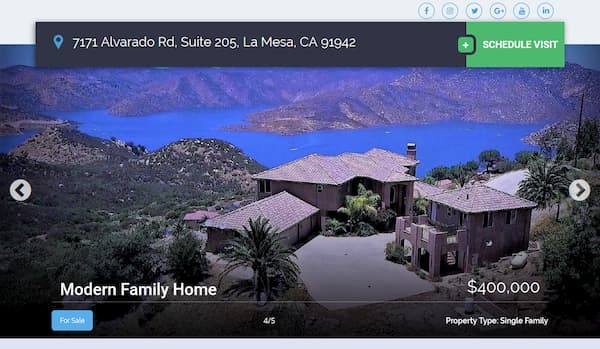 7171 Alvarado Rd, Suite 205, La Mesa, CA 91942
SCHEDULE VISIT
Modern Family Home
$400,000
For Sale
4/5
Property Type: Single Family